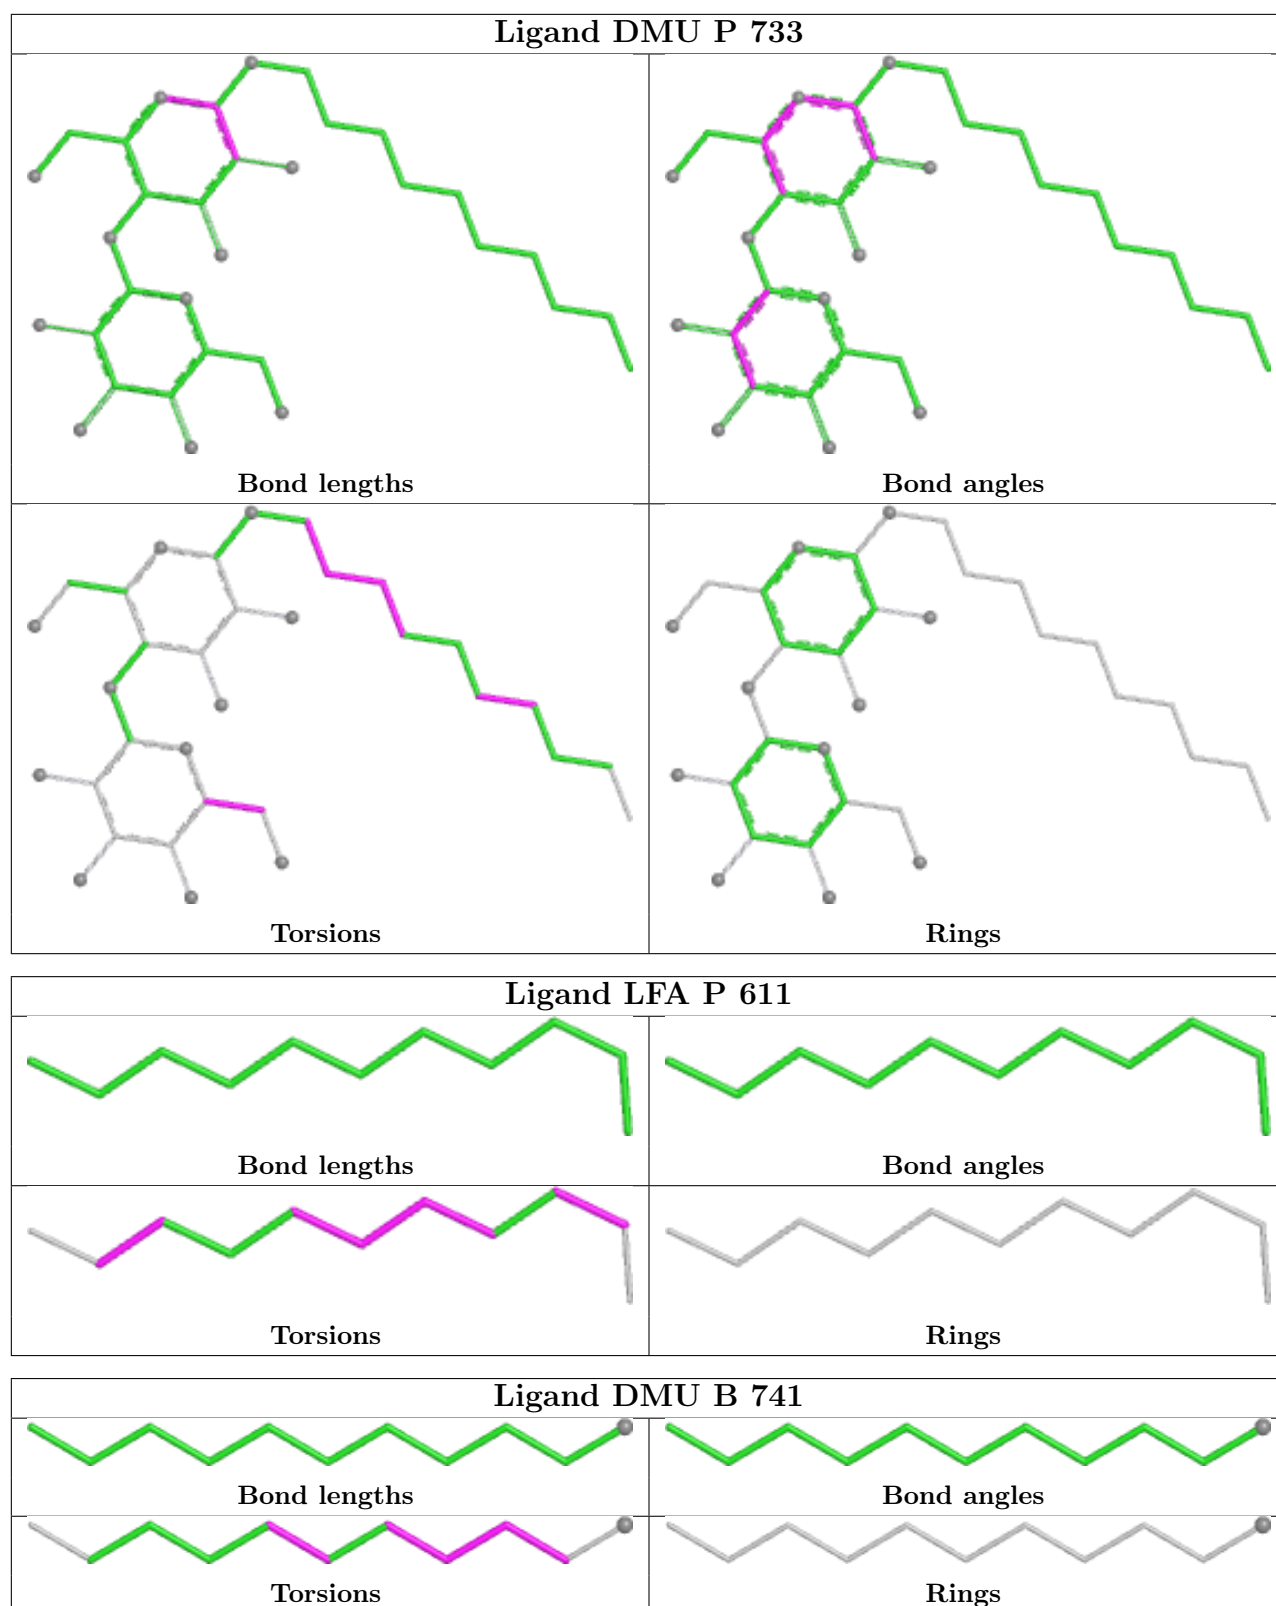 Ligand DMU P 733
Bond lengths
Bond angles
Torsions
Rings
Ligand LFA P 611
Bond lengths
Bond angles
Torsions
Rings
Ligand DMU B 741
Bond lengths
Bond angles
Torsions
Rings